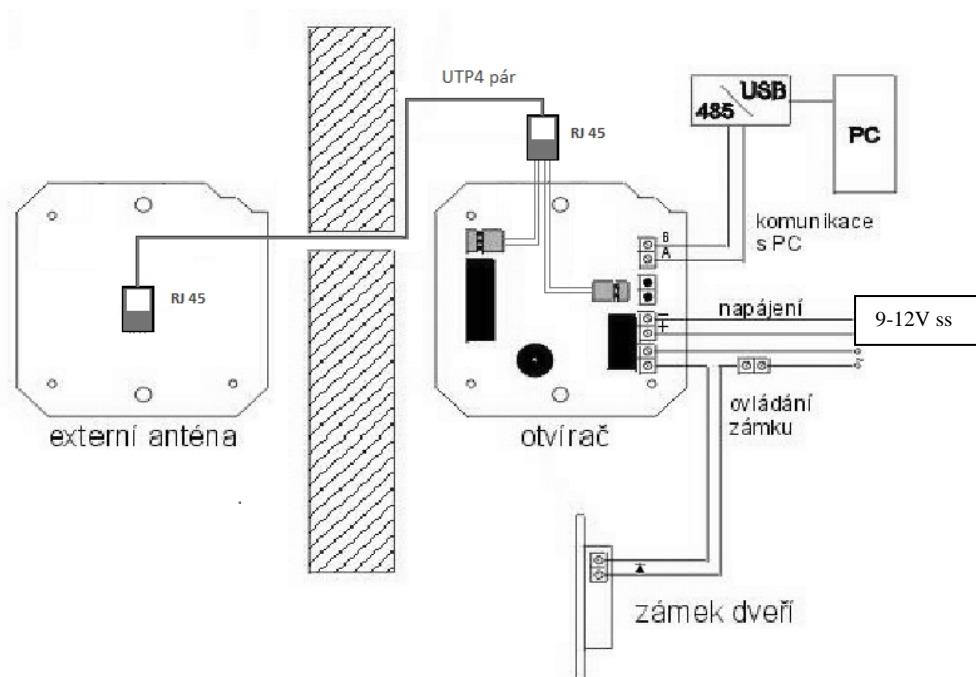 UTP4 pár
RJ 45
485
USB
PC
RJ 45
B
A
komunikace
s PC
napájení
-
+
9-12V ss
ovládání
zámku
externí anténa
otvírač
zámek dveří